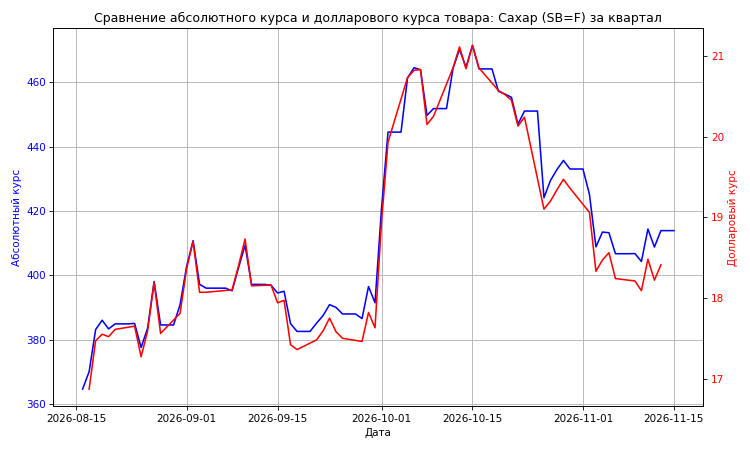 Сравнение абсолютного курса и долларового курса товара: Сахар (SB=F) за квартал
Абсолютный курс
460
440
420
400
380
360
21
20
19
18
17
Долларовый курс
2026-08-15 2026-09-01 2026-09-15 2026-10-01 2026-10-15 2026-11-01 2026-11-15
Дата